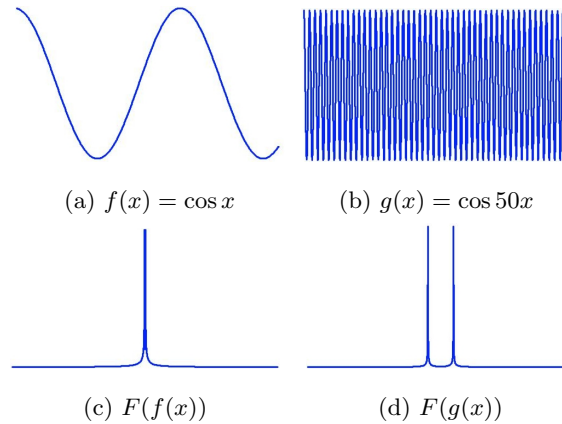 (a) f(x) = cos x
(b) g(x) = cos 50x
(c) F(f(x))
(d) F(g(x))